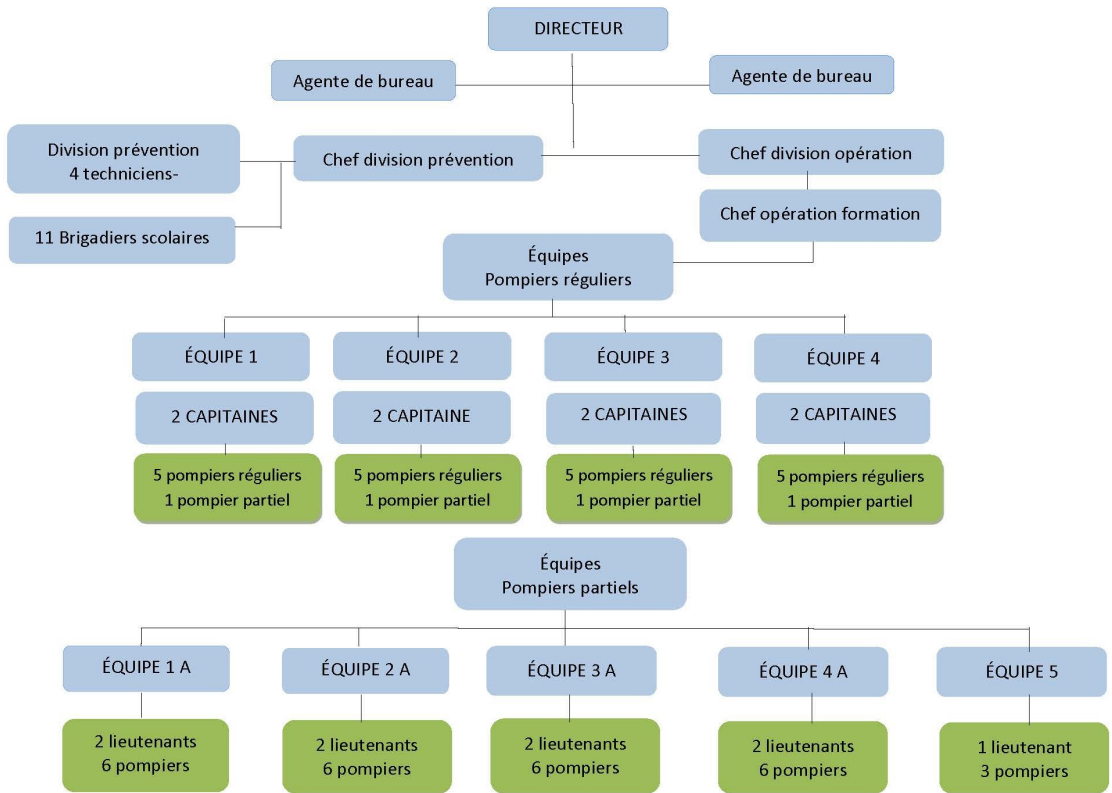 DIRECTEUR
Agente de bureau
Agente de bureau
Division prévention
4 techniciens-
Chef division prévention
Chef division opération
11 Brigadiers scolaires
Chef opération formation
Équipes
Pompiers réguliers
ÉQUIPE 1
ÉQUIPE 2
ÉQUIPE 3
ÉQUIPE 4
2 CAPITAINES
2 CAPITAINE
2 CAPITAINES
2 CAPITAINES
5 pompiers réguliers
1 pompier partiel
5 pompiers réguliers
1 pompier partiel
5 pompiers réguliers
1 pompier partiel
5 pompiers réguliers
1 pompier partiel
Équipes
Pompiers partiels
ÉQUIPE 1 A
ÉQUIPE 2 A
ÉQUIPE 3 A
ÉQUIPE 4 A
ÉQUIPE 5
2 lieutenants
6 pompiers
2 lieutenants
6 pompiers
2 lieutenants
6 pompiers
2 lieutenants
6 pompiers
1 lieutenant
3 pompiers